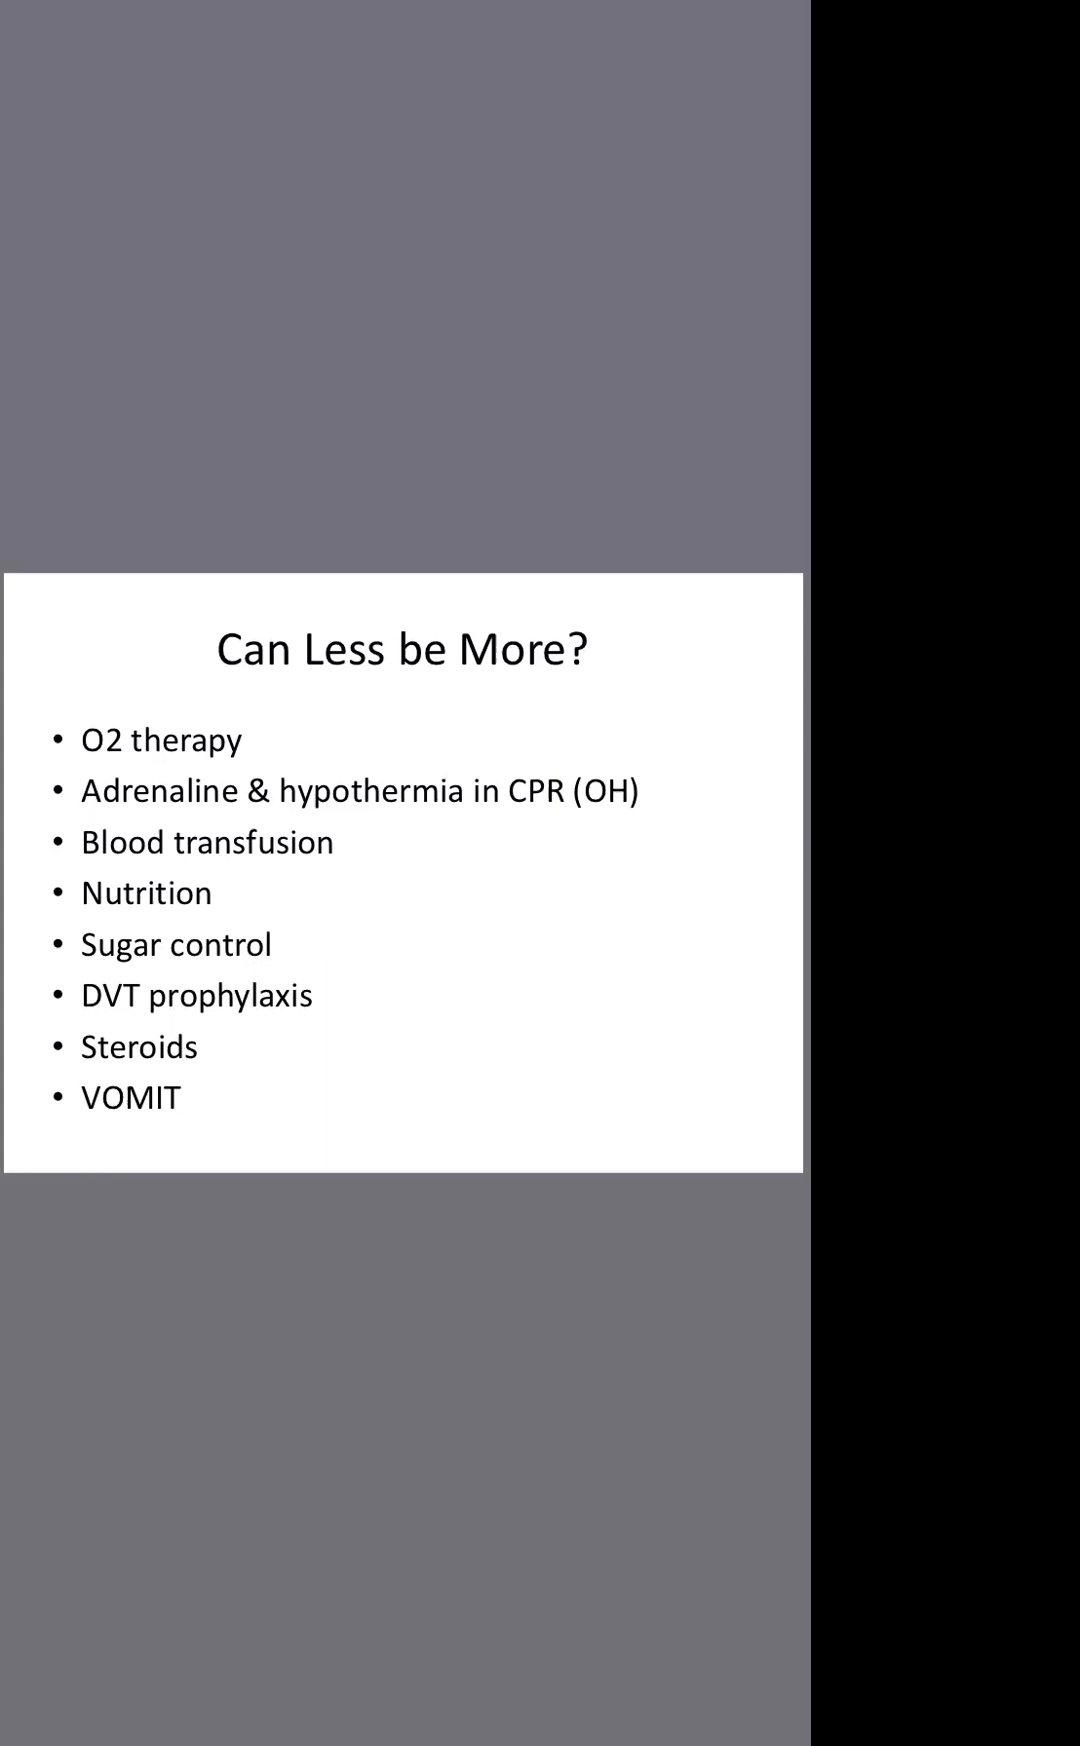 Can Less be More?
• O2 therapy
• Adrenaline & hypothermia in CPR (OH)
• Blood transfusion
• Nutrition
• Sugar control
• DVT prophylaxis
• Steroids
• VOMIT